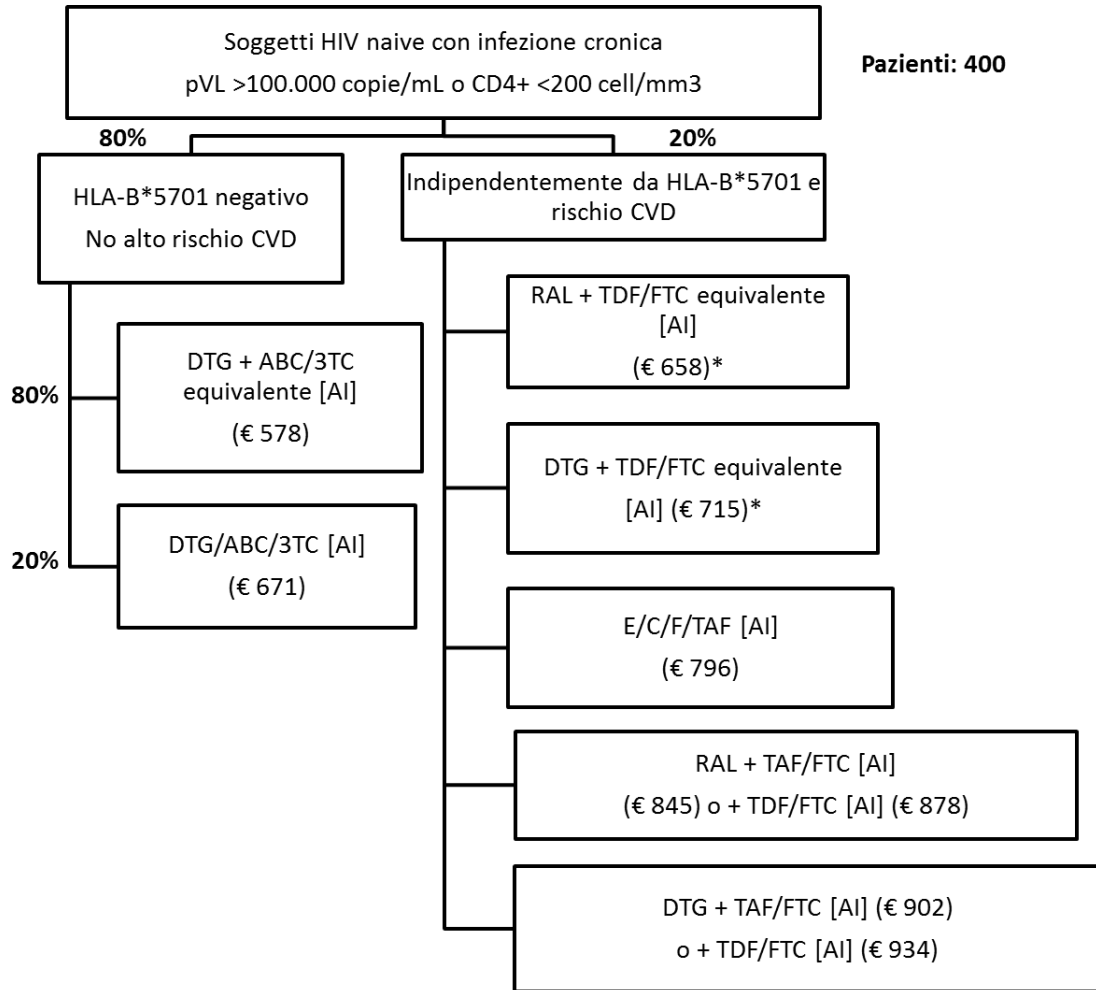 Soggetti HIV naive con infezione cronica
pVL >100.000 copie/mL o CD4+ <200 cell/mm3
Pazienti: 400
80%
20%
HLA-B*5701 negativo
No alto rischio CVD
Indipendentemente da HLA-B*5701 e
rischio CVD
RAL + TDF/FTC equivalente
[AI]
(€ 658)*
80%
DTG + ABC/3TC
equivalente [AI]
(€ 578)
DTG + TDF/FTC equivalente
[AI] (€ 715)*
20%
DTG/ABC/3TC [AI]
(€ 671)
E/C/F/TAF [AI]
(€ 796)
RAL + TAF/FTC [AI]
(€ 845) o + TDF/FTC [AI] (€ 878)
DTG + TAF/FTC [AI] (€ 902)
o + TDF/FTC [AI] (€ 934)